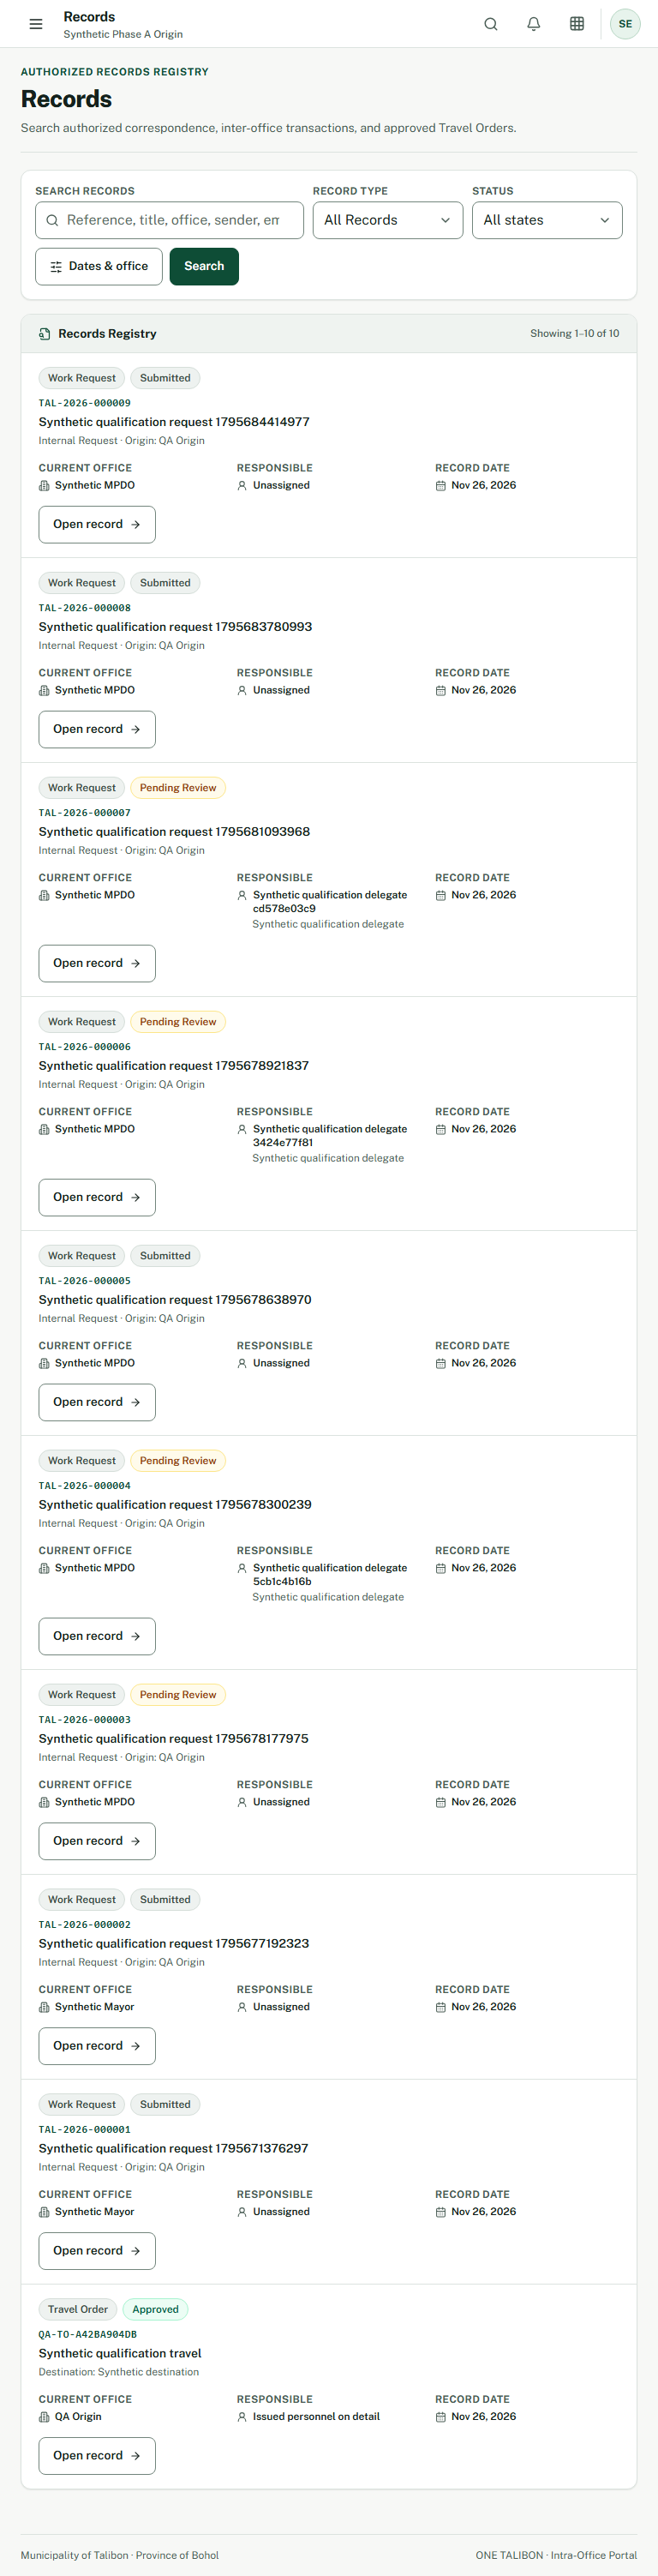 Records
Synthetic Phase A Origin
SE
AUTHORIZED RECORDS REGISTRY
Records
Search authorized correspondence, inter-office transactions, and approved Travel Orders.
SEARCH RECORDS RECORD TYPE STATUS
Reference, title, office, sender, em All Records All states
Dates & office Search
Records Registry Showing 1–10 of 10
Work Request Submitted
TAL-2026-000009
Synthetic qualification request 1795684414977
Internal Request · Origin: QA Origin
CURRENT OFFICE RESPONSIBLE RECORD DATE
Synthetic MPDO Unassigned Nov 26, 2026
Open record →
Work Request Submitted
TAL-2026-000008
Synthetic qualification request 1795683780993
Internal Request · Origin: QA Origin
CURRENT OFFICE RESPONSIBLE RECORD DATE
Synthetic MPDO Unassigned Nov 26, 2026
Open record →
Work Request Pending Review
TAL-2026-000007
Synthetic qualification request 1795681093968
Internal Request · Origin: QA Origin
CURRENT OFFICE RESPONSIBLE RECORD DATE
Synthetic MPDO Synthetic qualification delegate Nov 26, 2026
cd578e03c9
Synthetic qualification delegate
Open record →
Work Request Pending Review
TAL-2026-000006
Synthetic qualification request 1795678921837
Internal Request · Origin: QA Origin
CURRENT OFFICE RESPONSIBLE RECORD DATE
Synthetic MPDO Synthetic qualification delegate Nov 26, 2026
3424e77f81
Synthetic qualification delegate
Open record →
Work Request Submitted
TAL-2026-000005
Synthetic qualification request 1795678638970
Internal Request · Origin: QA Origin
CURRENT OFFICE RESPONSIBLE RECORD DATE
Synthetic MPDO Unassigned Nov 26, 2026
Open record →
Work Request Pending Review
TAL-2026-000004
Synthetic qualification request 1795678300239
Internal Request · Origin: QA Origin
CURRENT OFFICE RESPONSIBLE RECORD DATE
Synthetic MPDO Synthetic qualification delegate Nov 26, 2026
5cb1c4b16b
Synthetic qualification delegate
Open record →
Work Request Pending Review
TAL-2026-000003
Synthetic qualification request 1795678177975
Internal Request · Origin: QA Origin
CURRENT OFFICE RESPONSIBLE RECORD DATE
Synthetic MPDO Unassigned Nov 26, 2026
Open record →
Work Request Submitted
TAL-2026-000002
Synthetic qualification request 1795677192323
Internal Request · Origin: QA Origin
CURRENT OFFICE RESPONSIBLE RECORD DATE
Synthetic Mayor Unassigned Nov 26, 2026
Open record →
Work Request Submitted
TAL-2026-000001
Synthetic qualification request 1795671376297
Internal Request · Origin: QA Origin
CURRENT OFFICE RESPONSIBLE RECORD DATE
Synthetic Mayor Unassigned Nov 26, 2026
Open record →
Travel Order Approved
QA-TO-A42BA904DB
Synthetic qualification travel
Destination: Synthetic destination
CURRENT OFFICE RESPONSIBLE RECORD DATE
QA Origin Issued personnel on detail Nov 26, 2026
Open record →
Municipality of Talibon · Province of Bohol ONE TALIBON · Intra-Office Portal